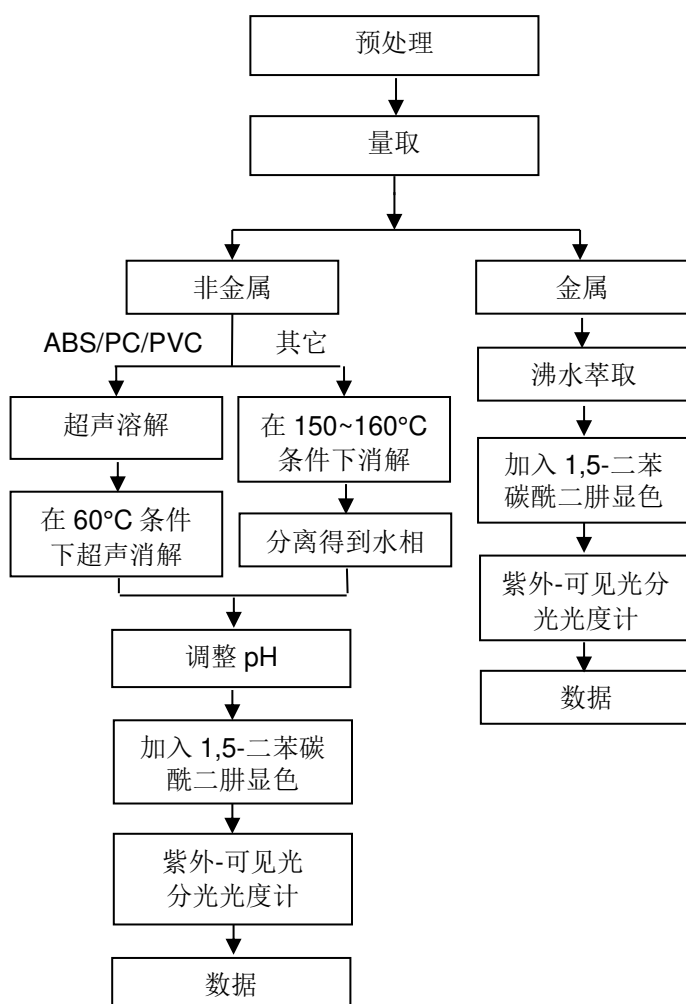 预处理
量取
非金属
金属
ABS/PC/PVC
其它
沸水萃取
超声溶解
在 150~160°C
条件下消解
加入 1,5-二苯
碳酰二肼显色
在 60°C 条件
下超声消解
分离得到水相
紫外-可见光分
光光度计
调整 pH
数据
加入 1,5-二苯碳
酰二肼显色
紫外-可见光
分光光度计
数据